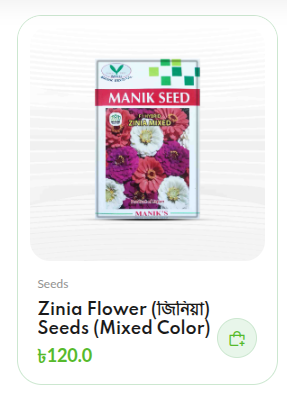 MANIK SEED
ZINIA MIXED
MANIK'S
Seeds
Zinia Flower (জিনিয়া)
Seeds (Mixed Color)
৳120.0